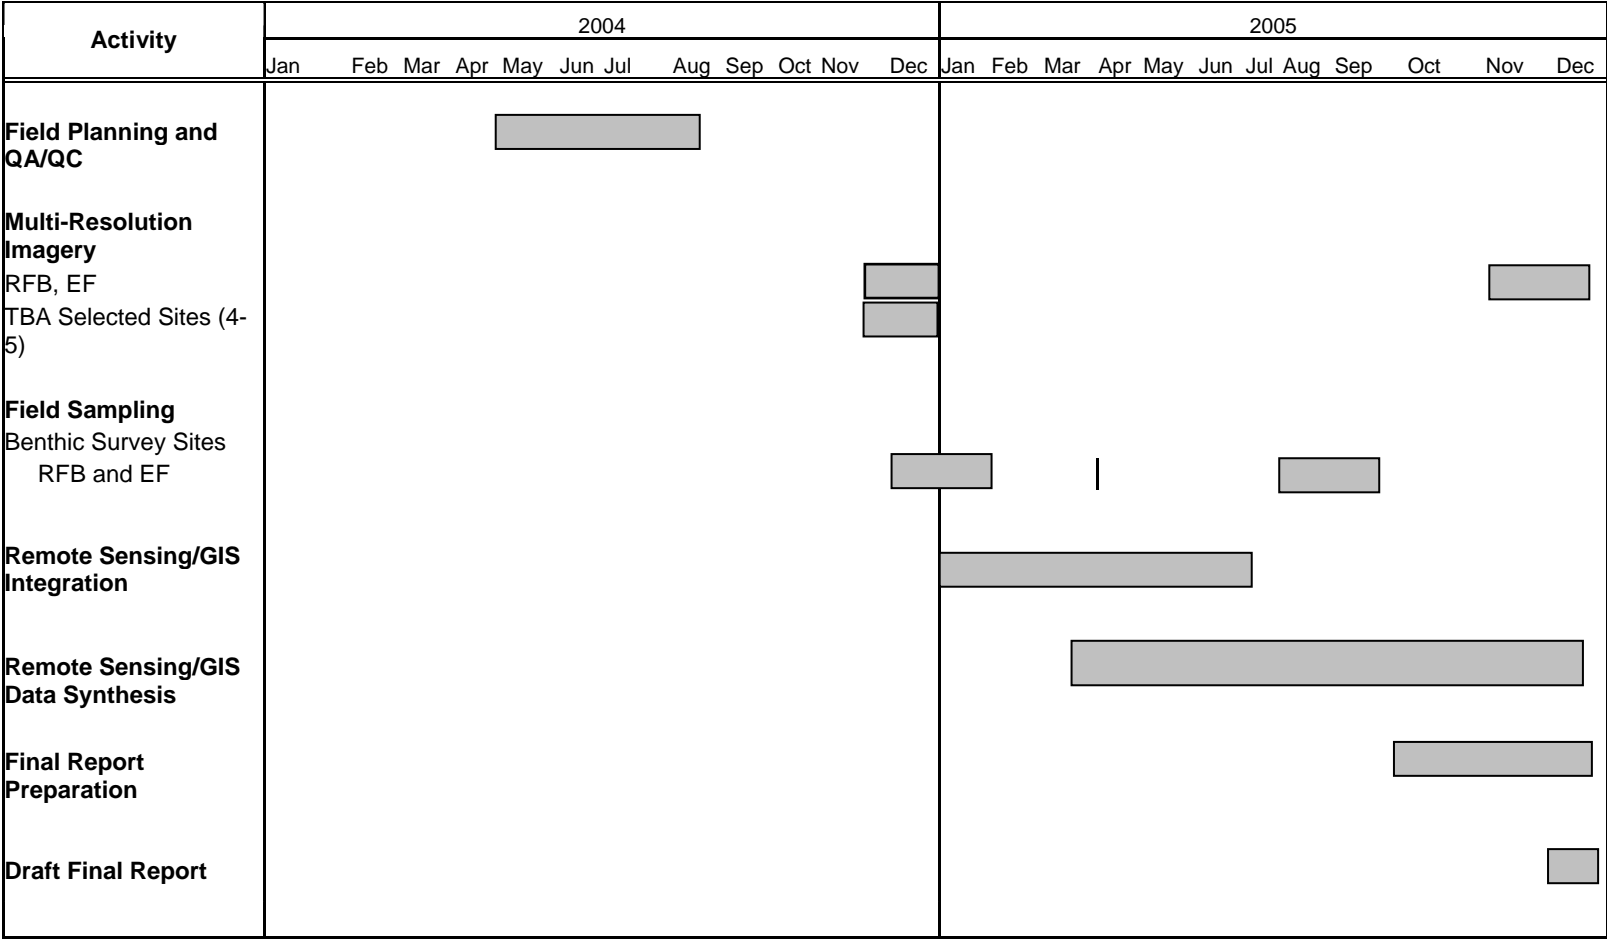 2004 2005
Activity
Jan Feb Mar Apr May Jun Jul Aug Sep Oct Nov Dec Jan Feb Mar Apr May Jun Jul Aug Sep Oct Nov Dec
Field Planning and
QA/QC
Multi-Resolution
Imagery
RFB, EF
TBA Selected Sites (4-
5)
Field Sampling
Benthic Survey Sites
RFB and EF
Remote Sensing/GIS
Integration
Remote Sensing/GIS
Data Synthesis
Final Report
Preparation
Draft Final Report